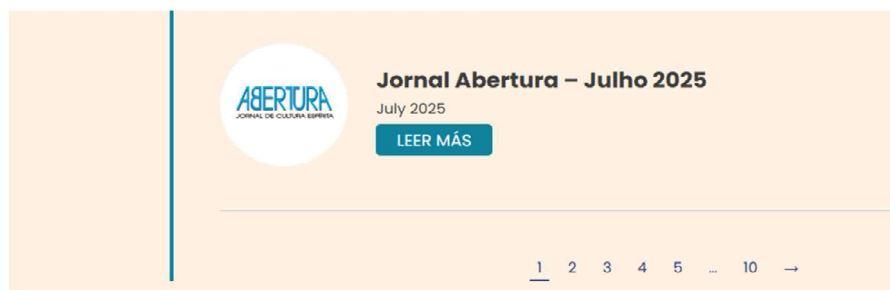 ABERTURA
JORNAL DE CULTURA ESPÍRITA
Jornal Abertura – Julho 2025
July 2025
LEER MÁS
1 2 3 4 5 ... 10 →